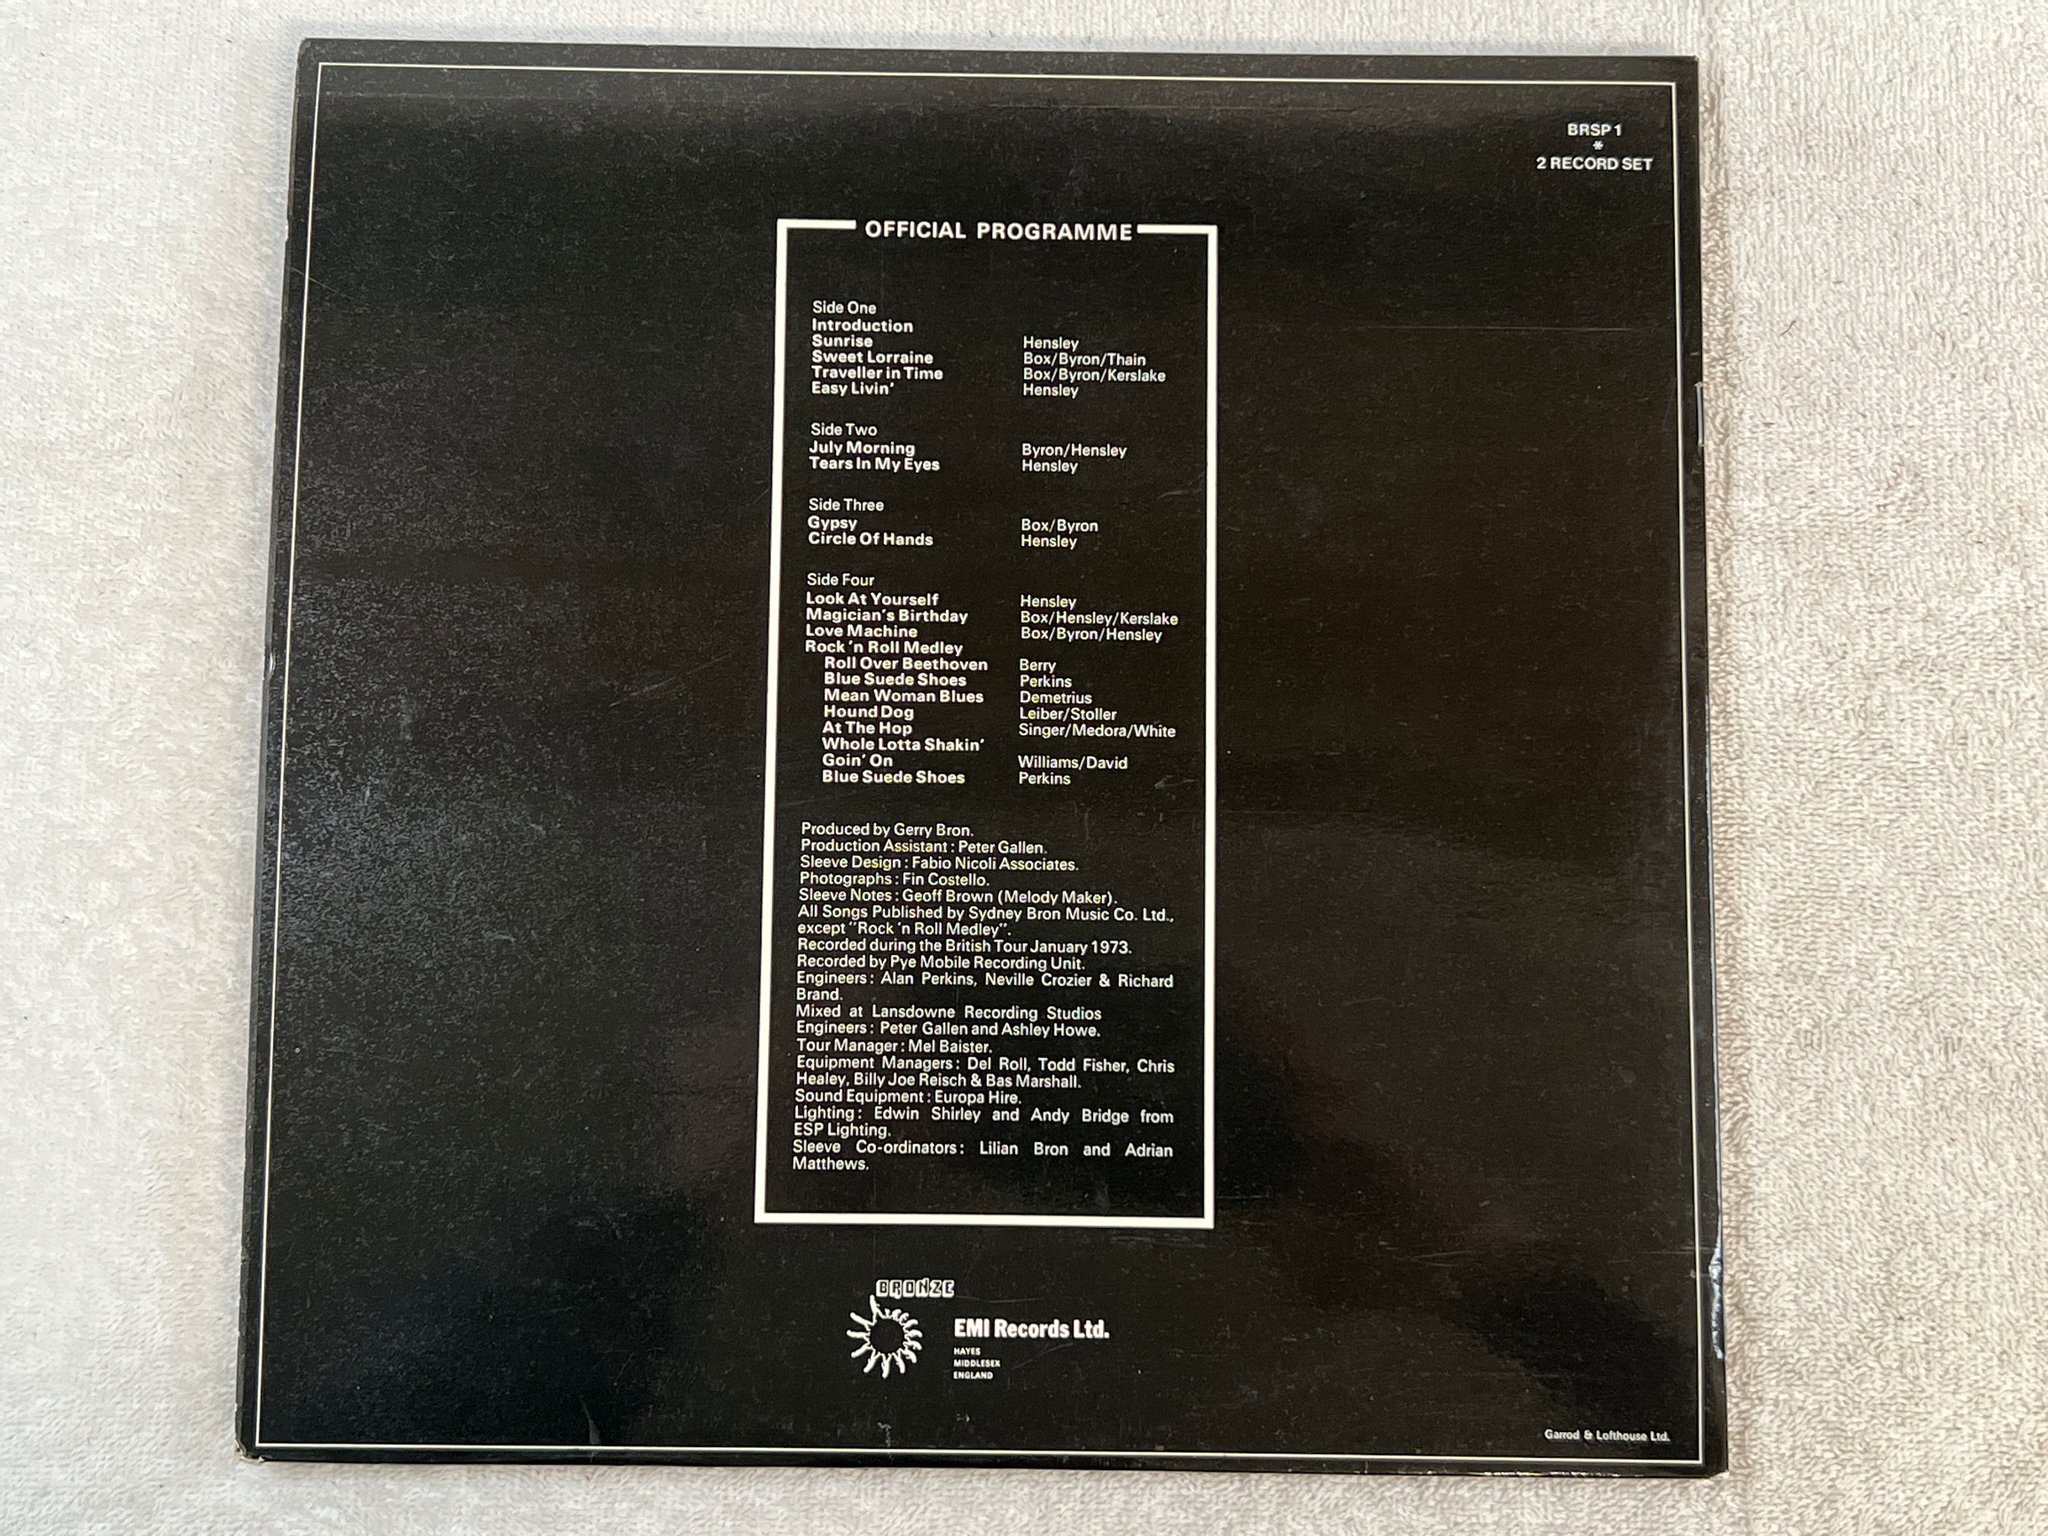 BRSP 1
*
2 RECORD SET
OFFICIAL PROGRAMME
Side One
Introduction
Sunrise Hensley
Sweet Lorraine Box/Byron/Thain
Traveller in Time Box/Byron/Kerslake
Easy Livin' Hensley
Side Two
July Morning Byron/Hensley
Tears In My Eyes Hensley
Side Three
Gypsy Box/Byron
Circle Of Hands Hensley
Side Four
Look At Yourself Hensley
Magician's Birthday Box/Hensley/Kerslake
Love Machine Box/Byron/Hensley
Rock 'n Roll Medley
Roll Over Beethoven Berry
Blue Suede Shoes Perkins
Mean Woman Blues Demetrius
Hound Dog Leiber/Stoller
At The Hop Singer/Medora/White
Whole Lotta Shakin'
Goin' On Williams/David
Blue Suede Shoes Perkins
Produced by Gerry Bron.
Production Assistant : Peter Gallen.
Sleeve Design : Fabio Nicoli Associates.
Photographs : Fin Costello.
Sleeve Notes : Geoff Brown (Melody Maker).
All Songs Published by Sydney Bron Music Co. Ltd.,
except "Rock 'n Roll Medley".
Recorded during the British Tour January 1973.
Recorded by Pye Mobile Recording Unit.
Engineers : Alan Perkins, Neville Crozier & Richard
Brand.
Mixed at Lansdowne Recording Studios
Engineers : Peter Gallen and Ashley Howe.
Tour Manager : Mel Baister.
Equipment Managers : Del Roll, Todd Fisher, Chris
Healey, Billy Joe Reisch & Bas Marshall.
Sound Equipment : Europa Hire.
Lighting : Edwin Shirley and Andy Bridge from
ESP Lighting.
Sleeve Co-ordinators : Lilian Bron and Adrian
Matthews.
BRONZE
EMI Records Ltd.
HAYES
MIDDLESEX
ENGLAND
Garrod & Lofthouse Ltd.